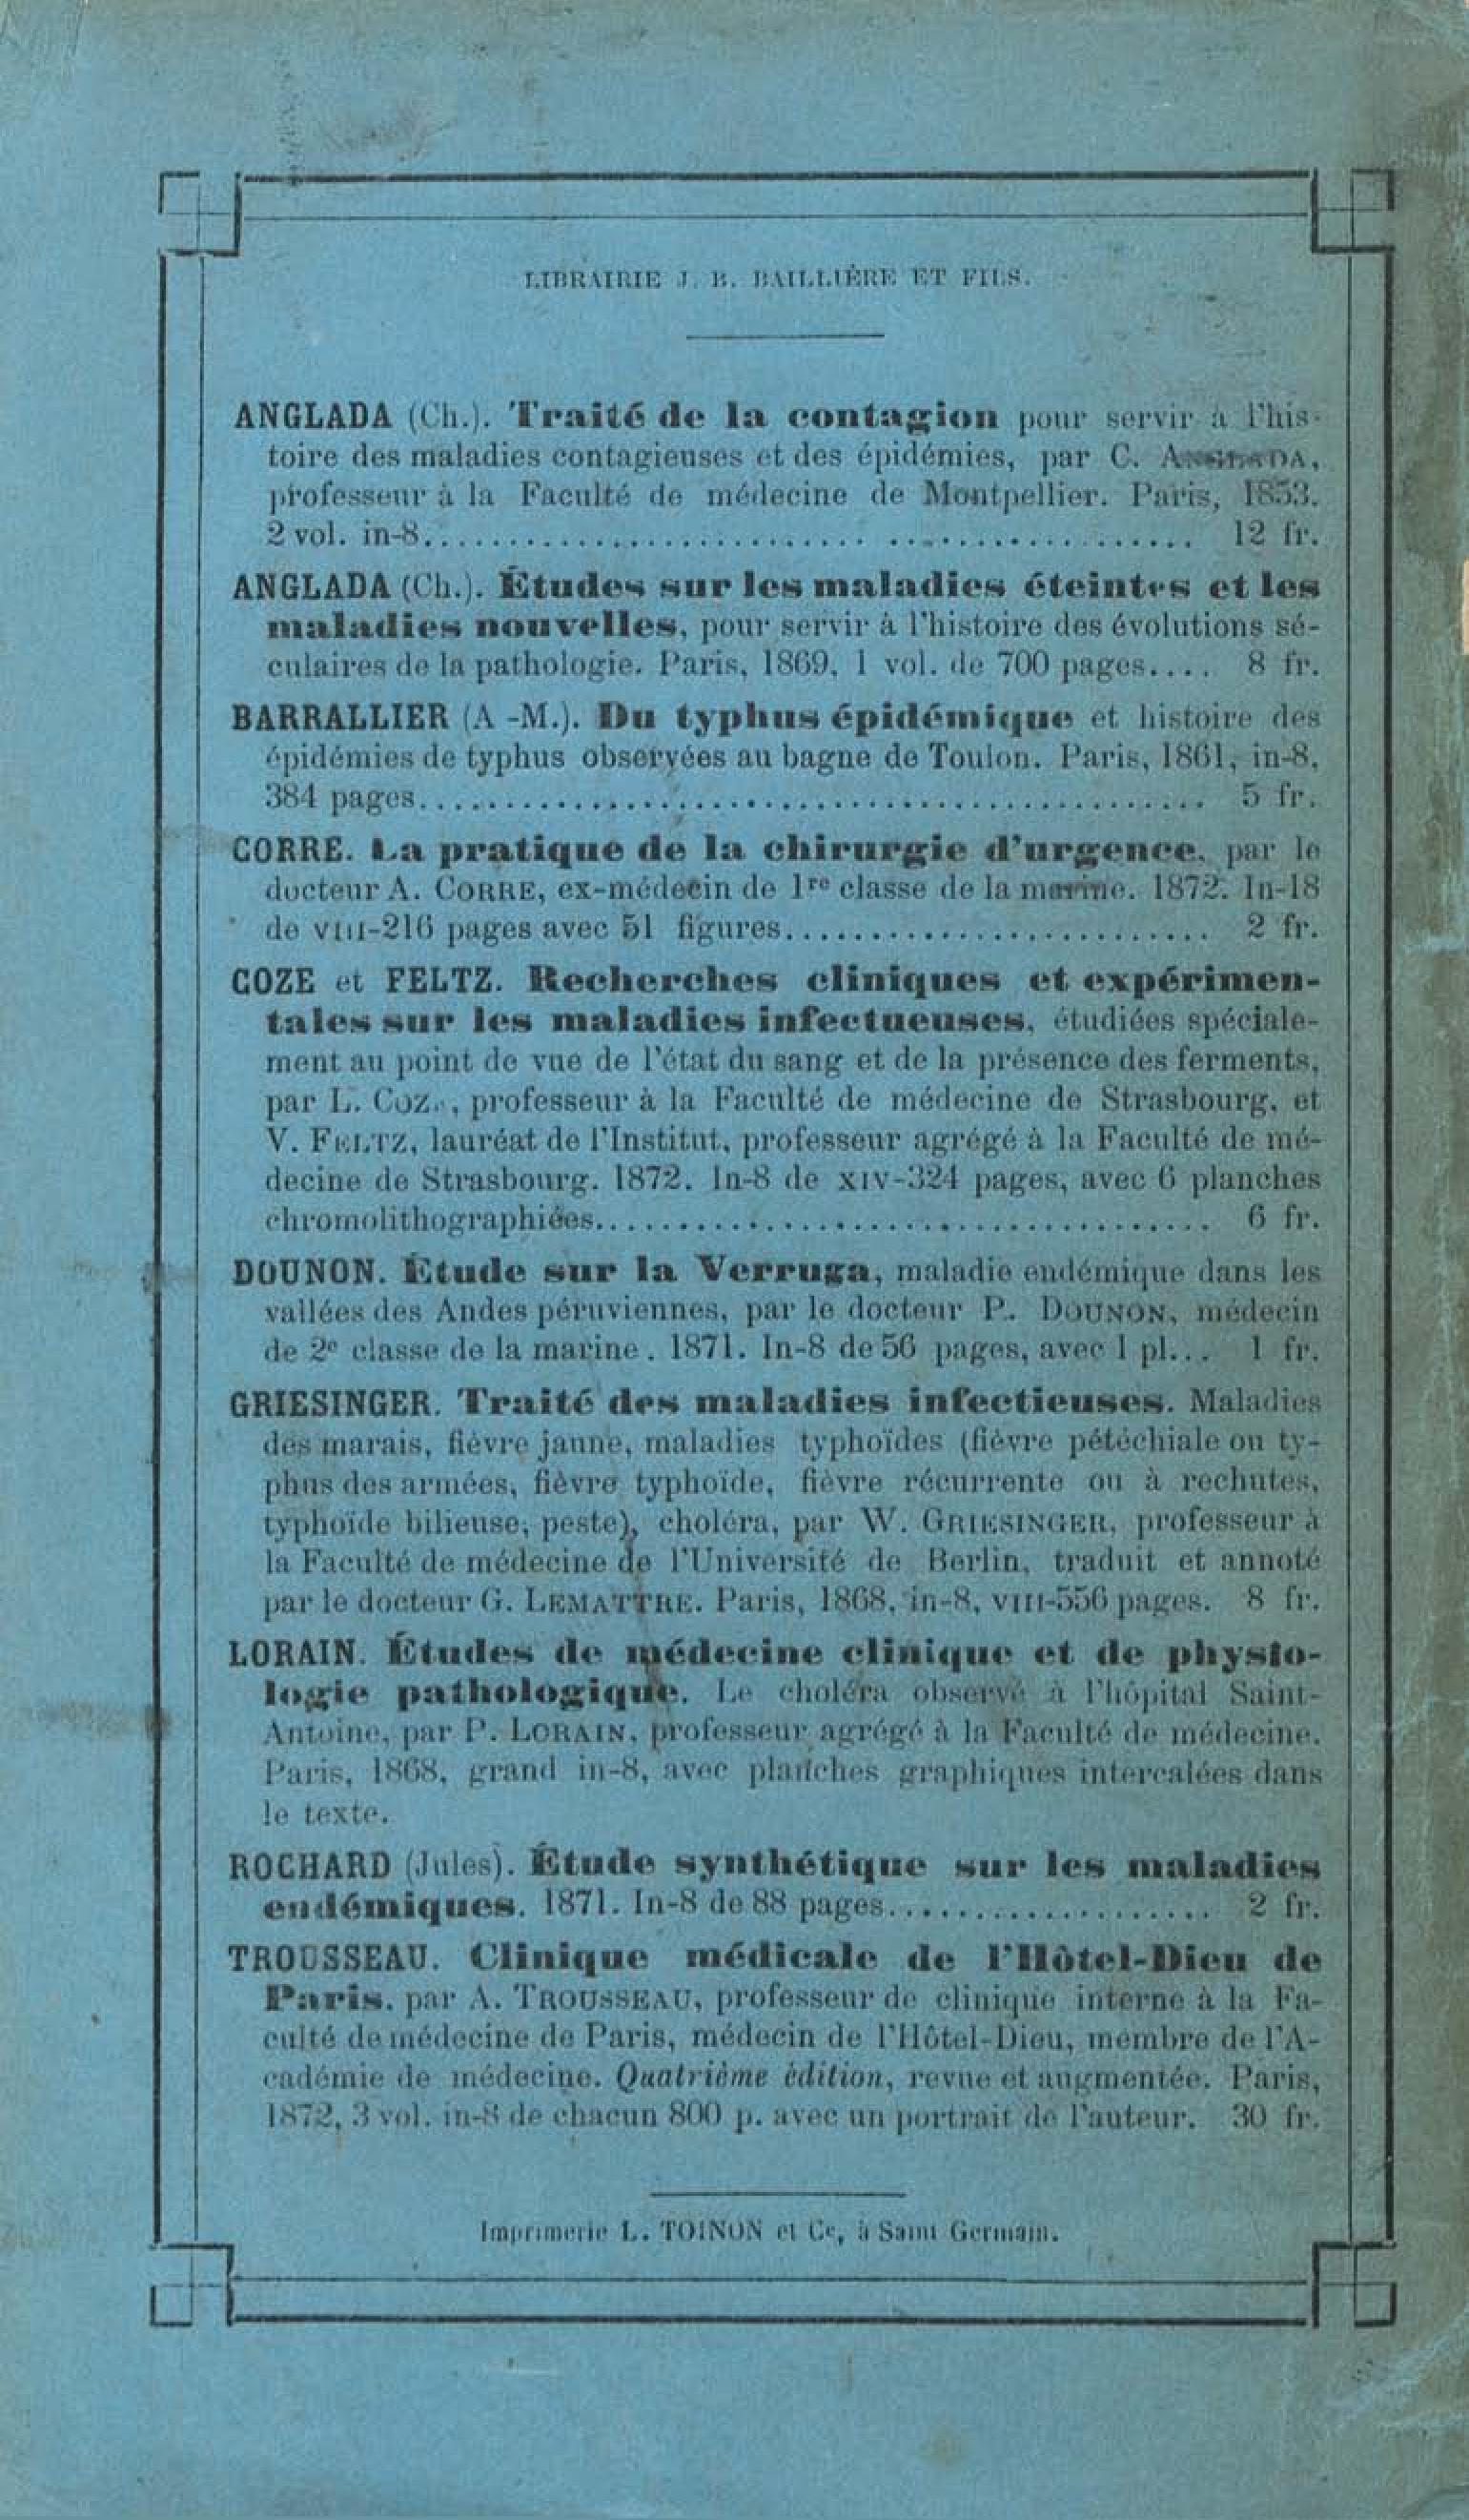 LIBRAIRIE J. B. BAILLIÈRE ET FILS.
ANGLADA (Ch.). Traité de la contagion pour servir à l'his-
toire des maladies contagieuses et des épidémies, par C. ANGLADA,
professeur à la Faculté de médecine de Montpellier. Paris, 1853.
2 vol. in-8.......... 12 fr.
ANGLADA (Ch.). Études sur les maladies éteintes et les
maladies nouvelles, pour servir à l'histoire des évolutions sé-
culaires de la pathologie. Paris, 1869, 1 vol. de 700 pages.... 8 fr.
BARRALLIER (A -M.). Du typhus épidémique et histoire des
épidémies de typhus observées au bagne de Toulon. Paris, 1861, in-8,
384 pages.......... 5 fr.
CORRE. La pratique de la chirurgie d'urgence, par le
docteur A. CORRE, ex-médecin de 1re classe de la marine. 1872. In-18
de VIII-216 pages avec 51 figures.......... 2 fr.
COZE et FELTZ. Recherches cliniques et expérimen-
tales sur les maladies infectueuses, étudiées spéciale-
ment au point de vue de l'état du sang et de la présence des ferments,
par L. COZE, professeur à la Faculté de médecine de Strasbourg, et
V. FELTZ, lauréat de l'Institut, professeur agrégé à la Faculté de mé-
decine de Strasbourg. 1872. In-8 de XIV-324 pages, avec 6 planches
chromolithographiées.......... 6 fr.
DOUNON. Étude sur la Verruga, maladie endémique dans les
vallées des Andes péruviennes, par le docteur P. DOUNON, médecin
de 2e classe de la marine. 1871. In-8 de 56 pages, avec 1 pl... 1 fr.
GRIESINGER. Traité des maladies infectieuses. Maladies
des marais, fièvre jaune, maladies typhoïdes (fièvre pétéchiale ou ty-
phus des armées, fièvre typhoïde, fièvre récurrente ou à rechutes,
typhoïde bilieuse, peste), choléra, par W. GRIESINGER, professeur à
la Faculté de médecine de l'Université de Berlin, traduit et annoté
par le docteur G. LEMATTRE. Paris, 1868, in-8, VIII-556 pages. 8 fr.
LORAIN. Études de médecine clinique et de physio-
logie pathologique. Le choléra observé à l'hôpital Saint-
Antoine, par P. LORAIN, professeur agrégé à la Faculté de médecine.
Paris, 1868, grand in-8, avec planches graphiques intercalées dans
le texte.
ROCHARD (Jules). Étude synthétique sur les maladies
endémiques. 1871. In-8 de 88 pages.......... 2 fr.
TROUSSEAU. Clinique médicale de l'Hôtel-Dieu de
Paris, par A. TROUSSEAU, professeur de clinique interne à la Fa-
culté de médecine de Paris, médecin de l'Hôtel-Dieu, membre de l'A-
cadémie de médecine. Quatrième édition, revue et augmentée. Paris,
1872, 3 vol. in-8 de chacun 800 p. avec un portrait de l'auteur. 30 fr.
Imprimerie L. TOINON et Ce, à Saint Germain.